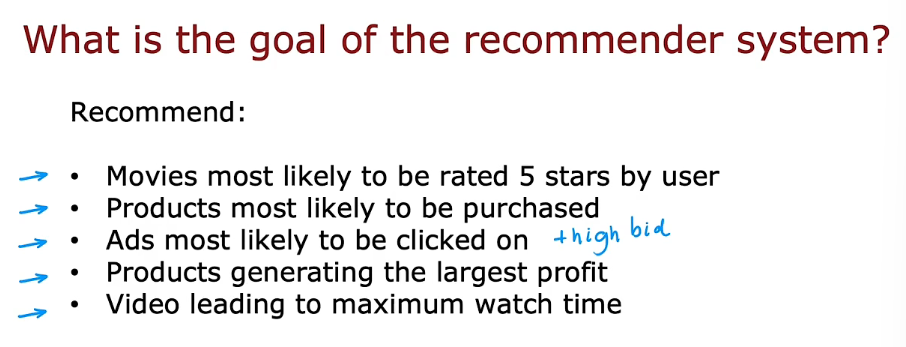 What is the goal of the recommender system?
Recommend:
• Movies most likely to be rated 5 stars by user
• Products most likely to be purchased
• Ads most likely to be clicked on +high bid
• Products generating the largest profit
• Video leading to maximum watch time